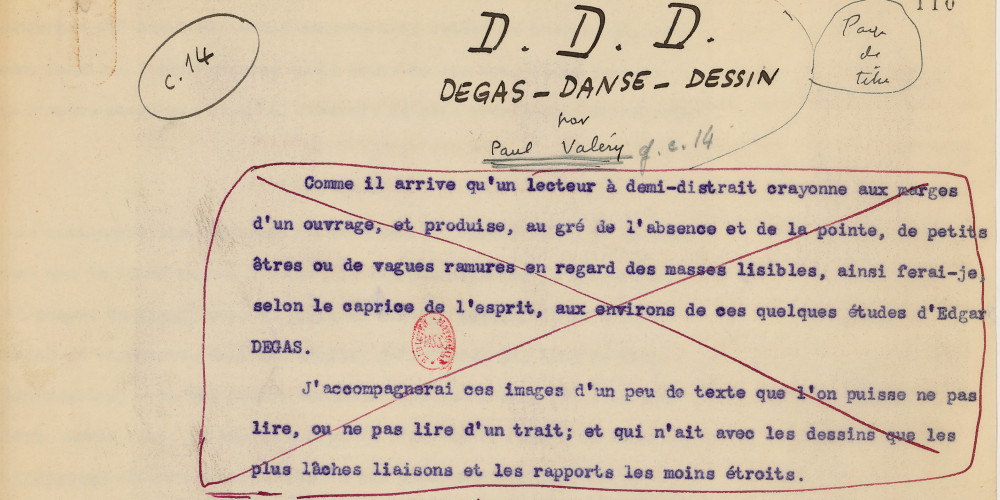 110
c.14
D. D. D.
DEGAS - DANSE - DESSIN
par
Paul Valéry
c.14
Page
de
titre
Comme il arrive qu'un lecteur à demi-distrait crayonne aux marges
d'un ouvrage, et produise, au gré de l'absence et de la pointe, de petits
êtres ou de vagues ramures en regard des masses lisibles, ainsi ferai-je,
selon le caprice de l'esprit, aux environs de ces quelques études d'Edgar
DEGAS.
J'accompagnerai ces images d'un peu de texte que l'on puisse ne pas
lire, ou ne pas lire d'un trait; et qui n'ait avec les dessins que les
plus lâches liaisons et les rapports les moins étroits.